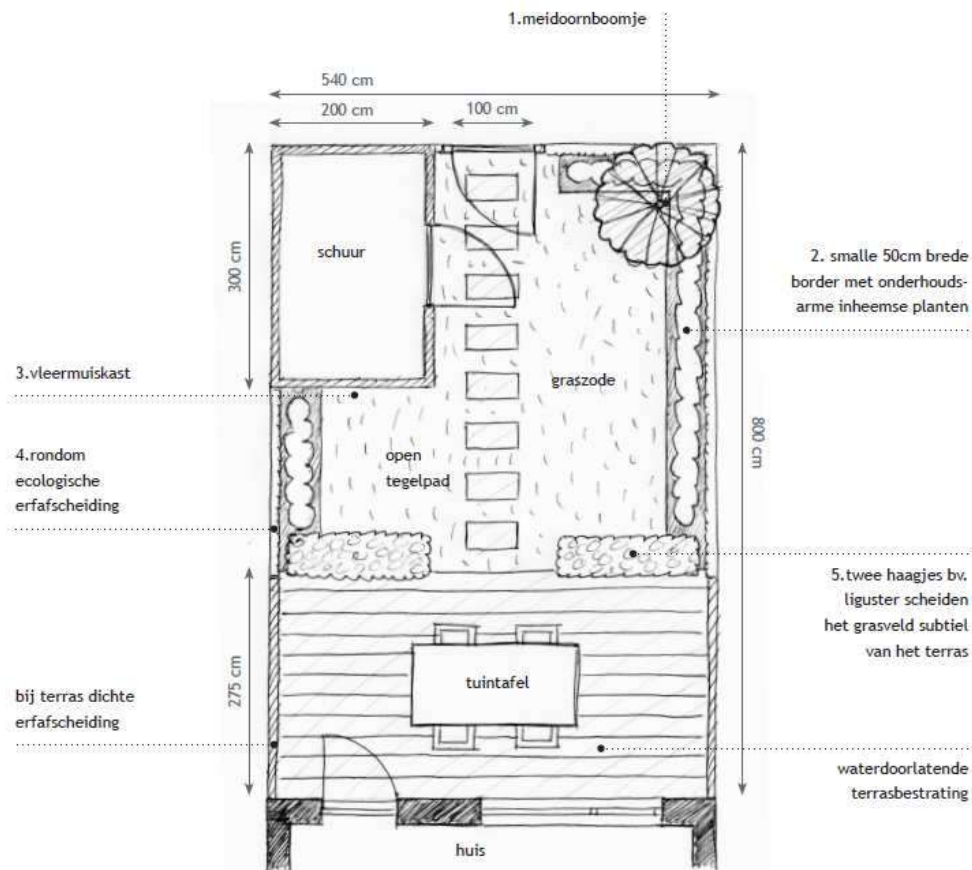 1.meidoornboomje
540 cm
200 cm
100 cm
schuur
300 cm
2. smalle 50cm brede
border met onderhouds-
arme inheemse planten
3.vleermuiskast
graszode
800 cm
4.rondom
ecologische
erfafscheiding
open
tegelpad
5.twee haagjes bv.
liguster scheiden
het grasveld subtiel
van het terras
275 cm
tuintafel
bij terras dichte
erfafscheiding
waterdoorlatende
terrasbestrating
huis